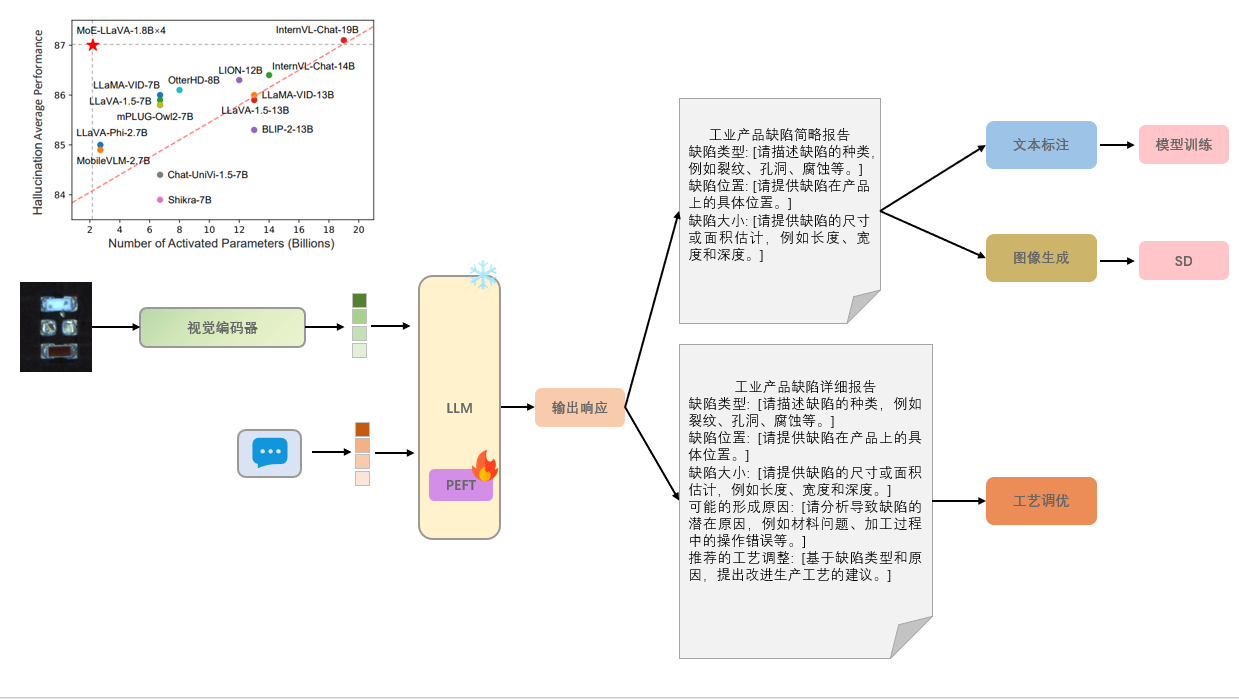 MoE-LLaVA-1.8B×4
InternVL-Chat-19B
InternVL-Chat-14B
LION-12B
OtterHD-8B
LLaMA-VID-7B
LLaMA-VID-13B
LLaVA-1.5-7B
LLaVA-1.5-13B
mPLUG-Owl2-7B
BLIP-2-13B
LLaVA-Phi-2.7B
MobileVLM-2.7B
Chat-UniVi-1.5-7B
Shikra-7B
87
86
85
84
2 4 6 8 10 12 14 16 18 20
Hallucination Average Performance
Number of Activated Parameters (Billions)
视觉编码器
LLM
PEFT
输出响应
工业产品缺陷简略报告
缺陷类型: [请描述缺陷的种类,
例如裂纹、孔洞、腐蚀等。]
缺陷位置: [请提供缺陷在产品
上的具体位置。]
缺陷大小: [请提供缺陷的尺寸
或面积估计，例如长度、宽
度和深度。]
文本标注
模型训练
图像生成
SD
工业产品缺陷详细报告
缺陷类型: [请描述缺陷的种类，例如
裂纹、孔洞、腐蚀等。]
缺陷位置: [请提供缺陷在产品上的具
体位置。]
缺陷大小: [请提供缺陷的尺寸或面积
估计，例如长度、宽度和深度。]
可能的形成原因: [请分析导致缺陷的
潜在原因，例如材料问题、加工过程
中的操作错误等。]
推荐的工艺调整: [基于缺陷类型和原
因，提出改进生产工艺的建议。]
工艺调优